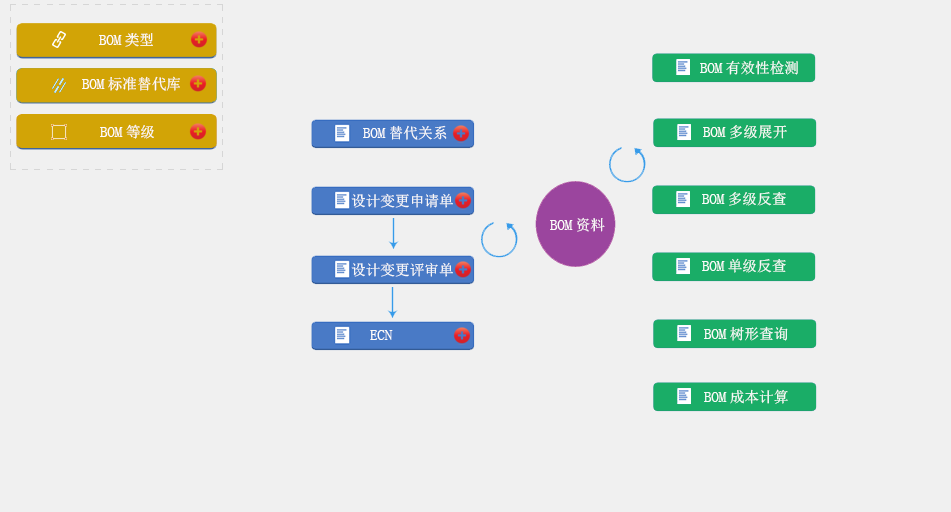 BOM 类型
BOM 标准替代库
BOM 等级
BOM 替代关系
设计变更申请单
设计变更评审单
ECN
BOM 资料
BOM 有效性检测
BOM 多级展开
BOM 多级反查
BOM 单级反查
BOM 树形查询
BOM 成本计算